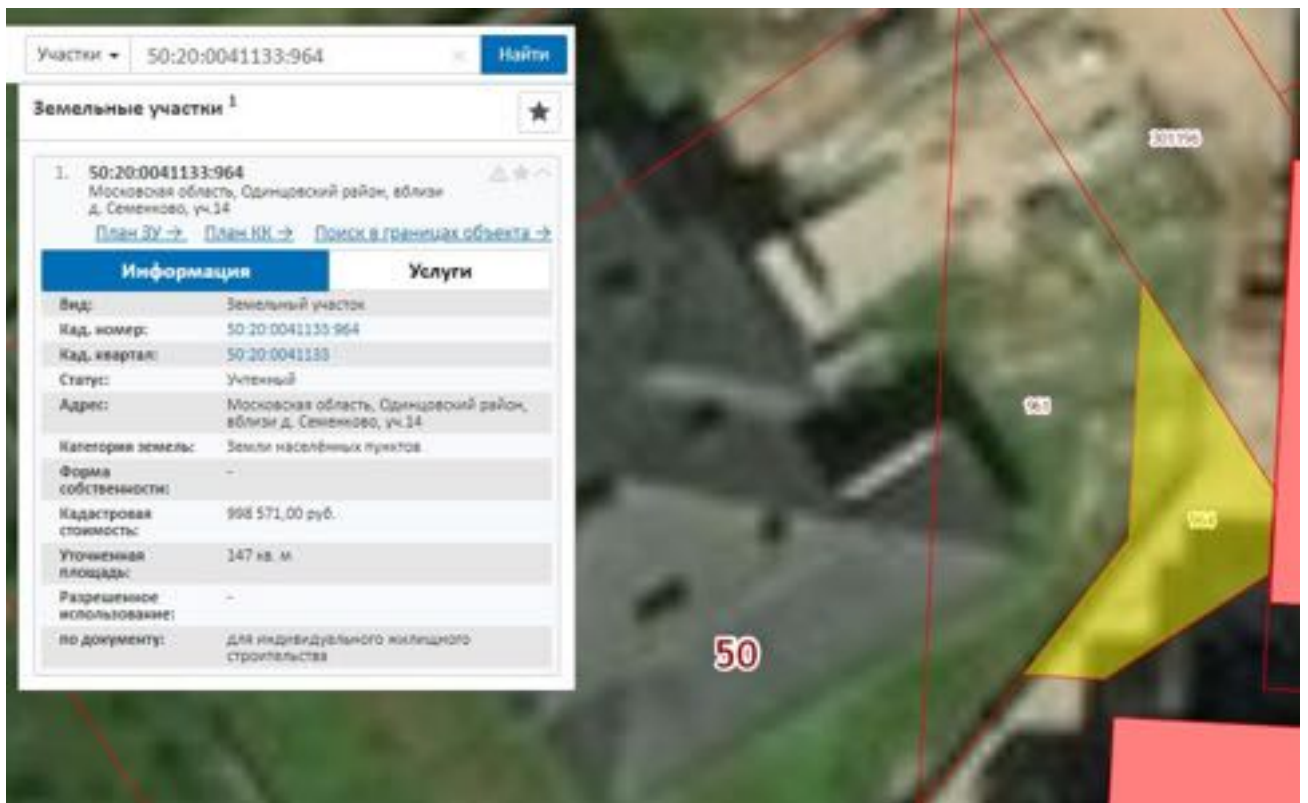 Участки 50:20:0041133:964 Найти
Земельные участки 1
1. 50:20:0041133:964
Московская область, Одинцовский район, вблизи
д. Семенково, уч.14
План ЗУ → План КК → Поиск в границах объекта →
Информация Услуги
Вид: Земельный участок
Кад. номер: 50:20:0041133:964
Кад. квартал: 50:20:0041133
Статус: Учтенный
Адрес: Московская область, Одинцовский район,
вблизи д. Семенково, уч.14
Категория земель: Земли населённых пунктов
Форма
собственности: -
Кадастровая
стоимость: 998 571,00 руб.
Уточненная
площадь: 147 кв. м
Разрешенное
использование: -
по документу: для индивидуального жилищного
строительства
301196
964
50